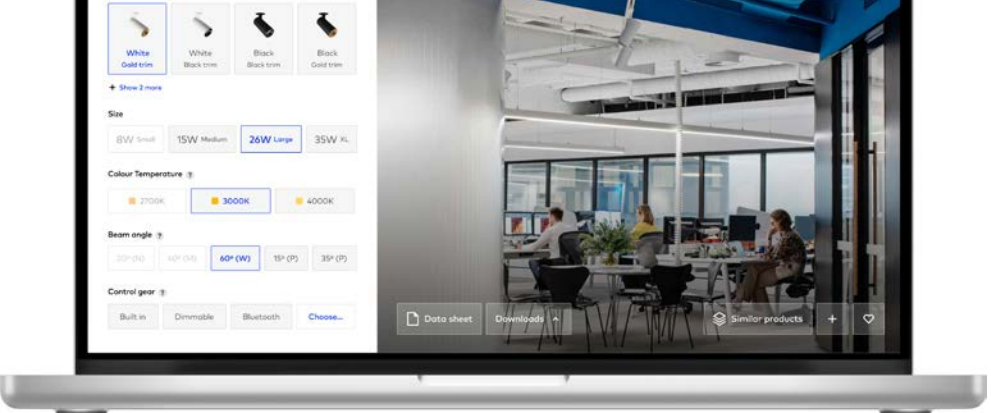 White White Black Black
Gold trim Black trim Black trim Gold trim
+ Show 2 more
Size
8W Small 15W Medium 26W Large 35W XL
Colour Temperature ?
2700K 3000K 4000K
Beam angle ?
60° (W) 15° (P) 35° (P)
Control gear ?
Built in Dimmable Bluetooth Choose...
Data sheet Downloads Similar products +